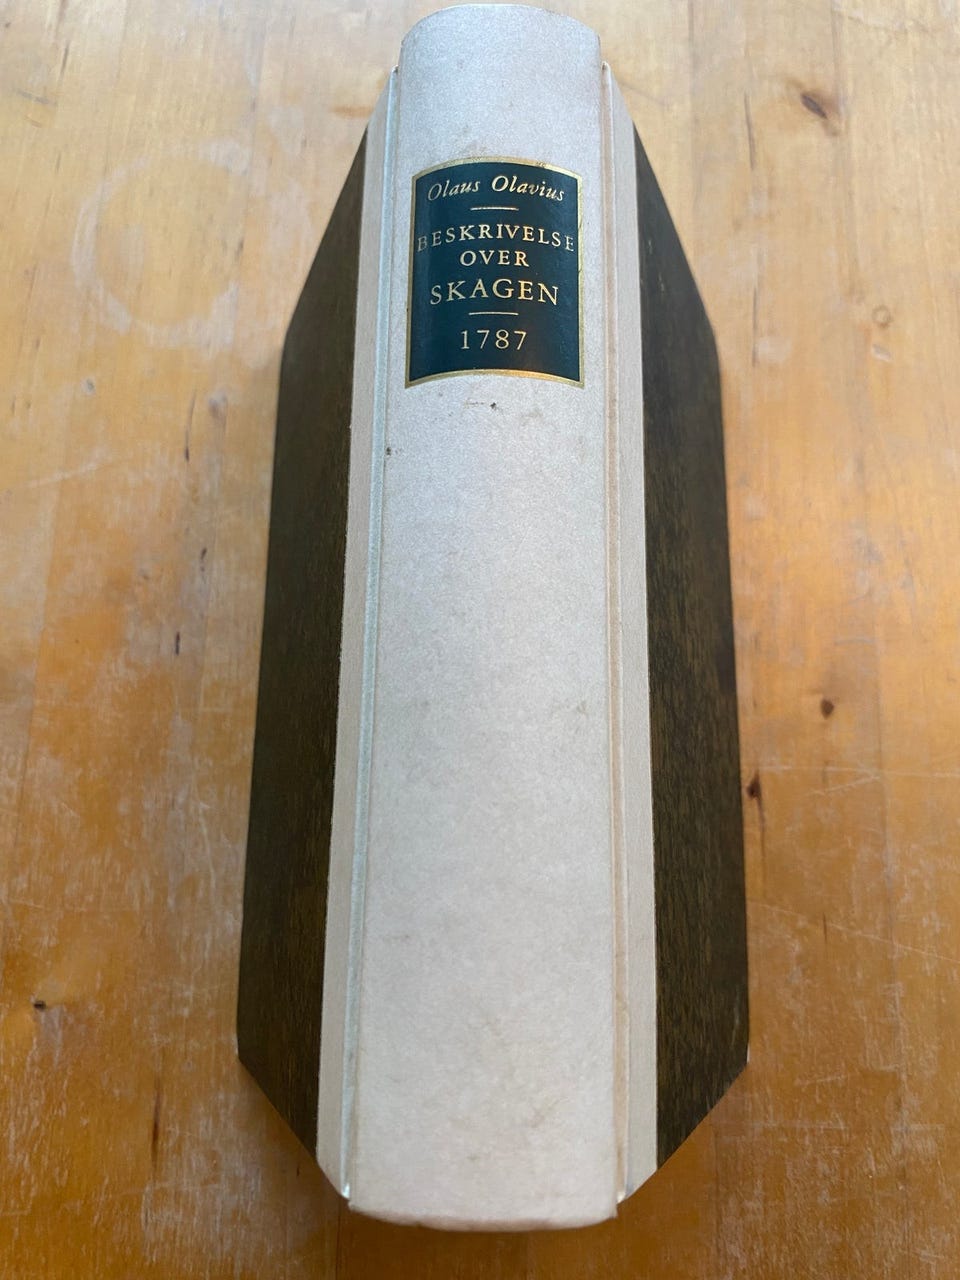 Olaus Olavius
BESKRIVELSE
OVER
SKAGEN
1787